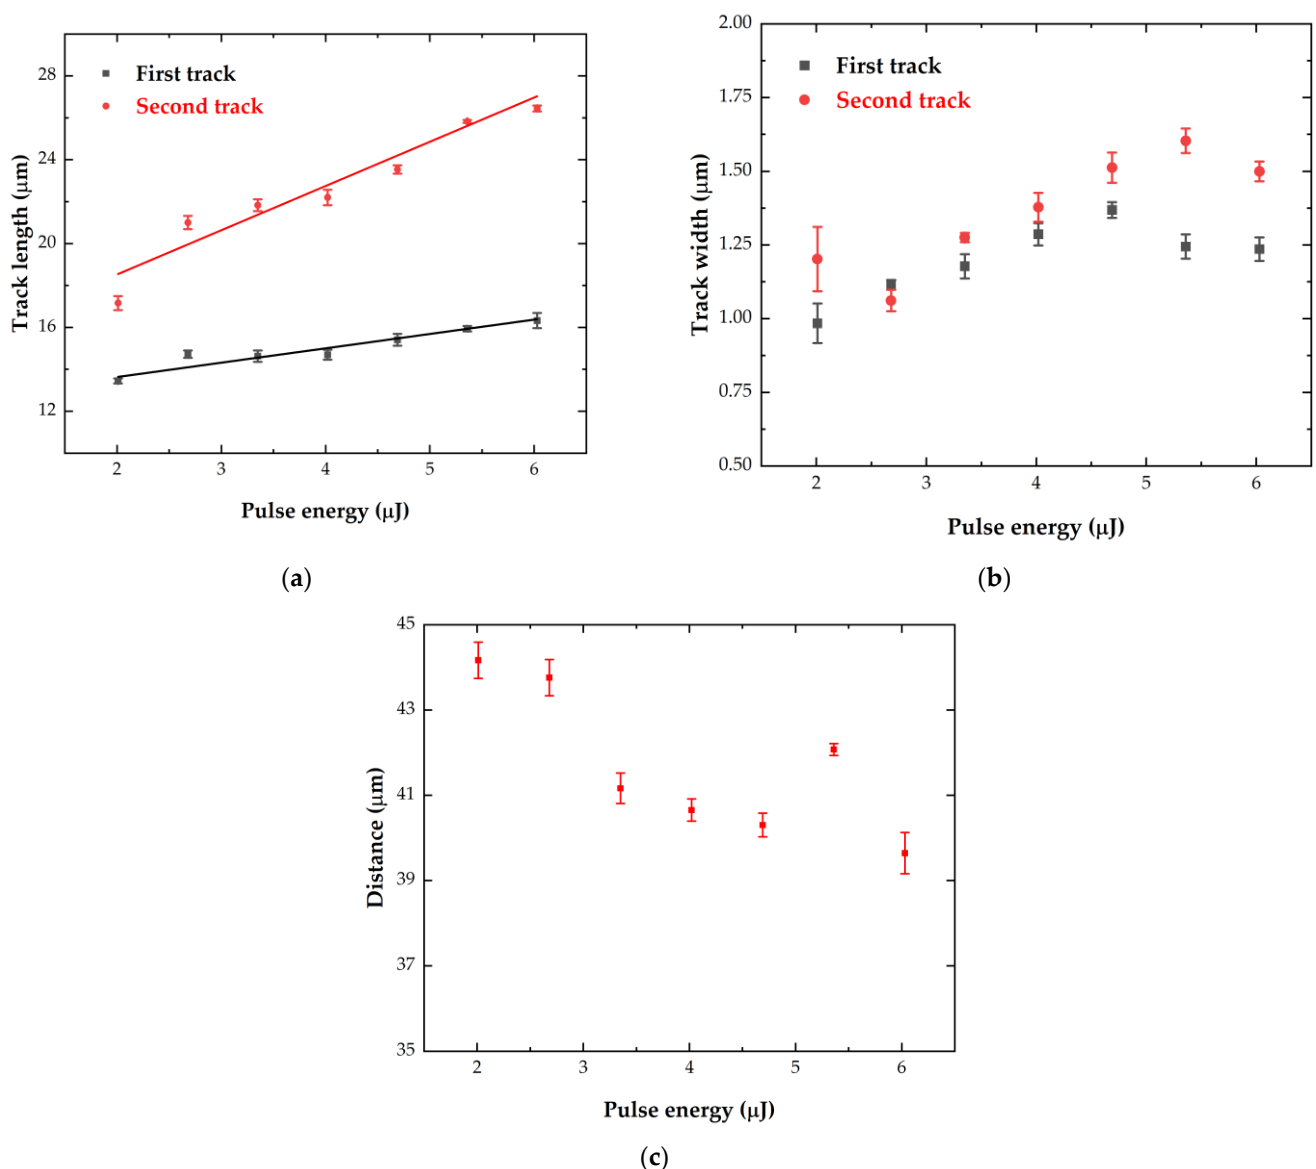 First track
Second track
28
24
20
16
12
Track length (μm)
2 3 4 5 6
Pulse energy (μJ)
(a)
First track
Second track
2.00
1.75
1.50
1.25
1.00
0.75
0.50
Track width (μm)
2 3 4 5 6
Pulse energy (μJ)
(b)
45
43
41
39
37
35
Distance (μm)
2 3 4 5 6
Pulse energy (μJ)
(c)